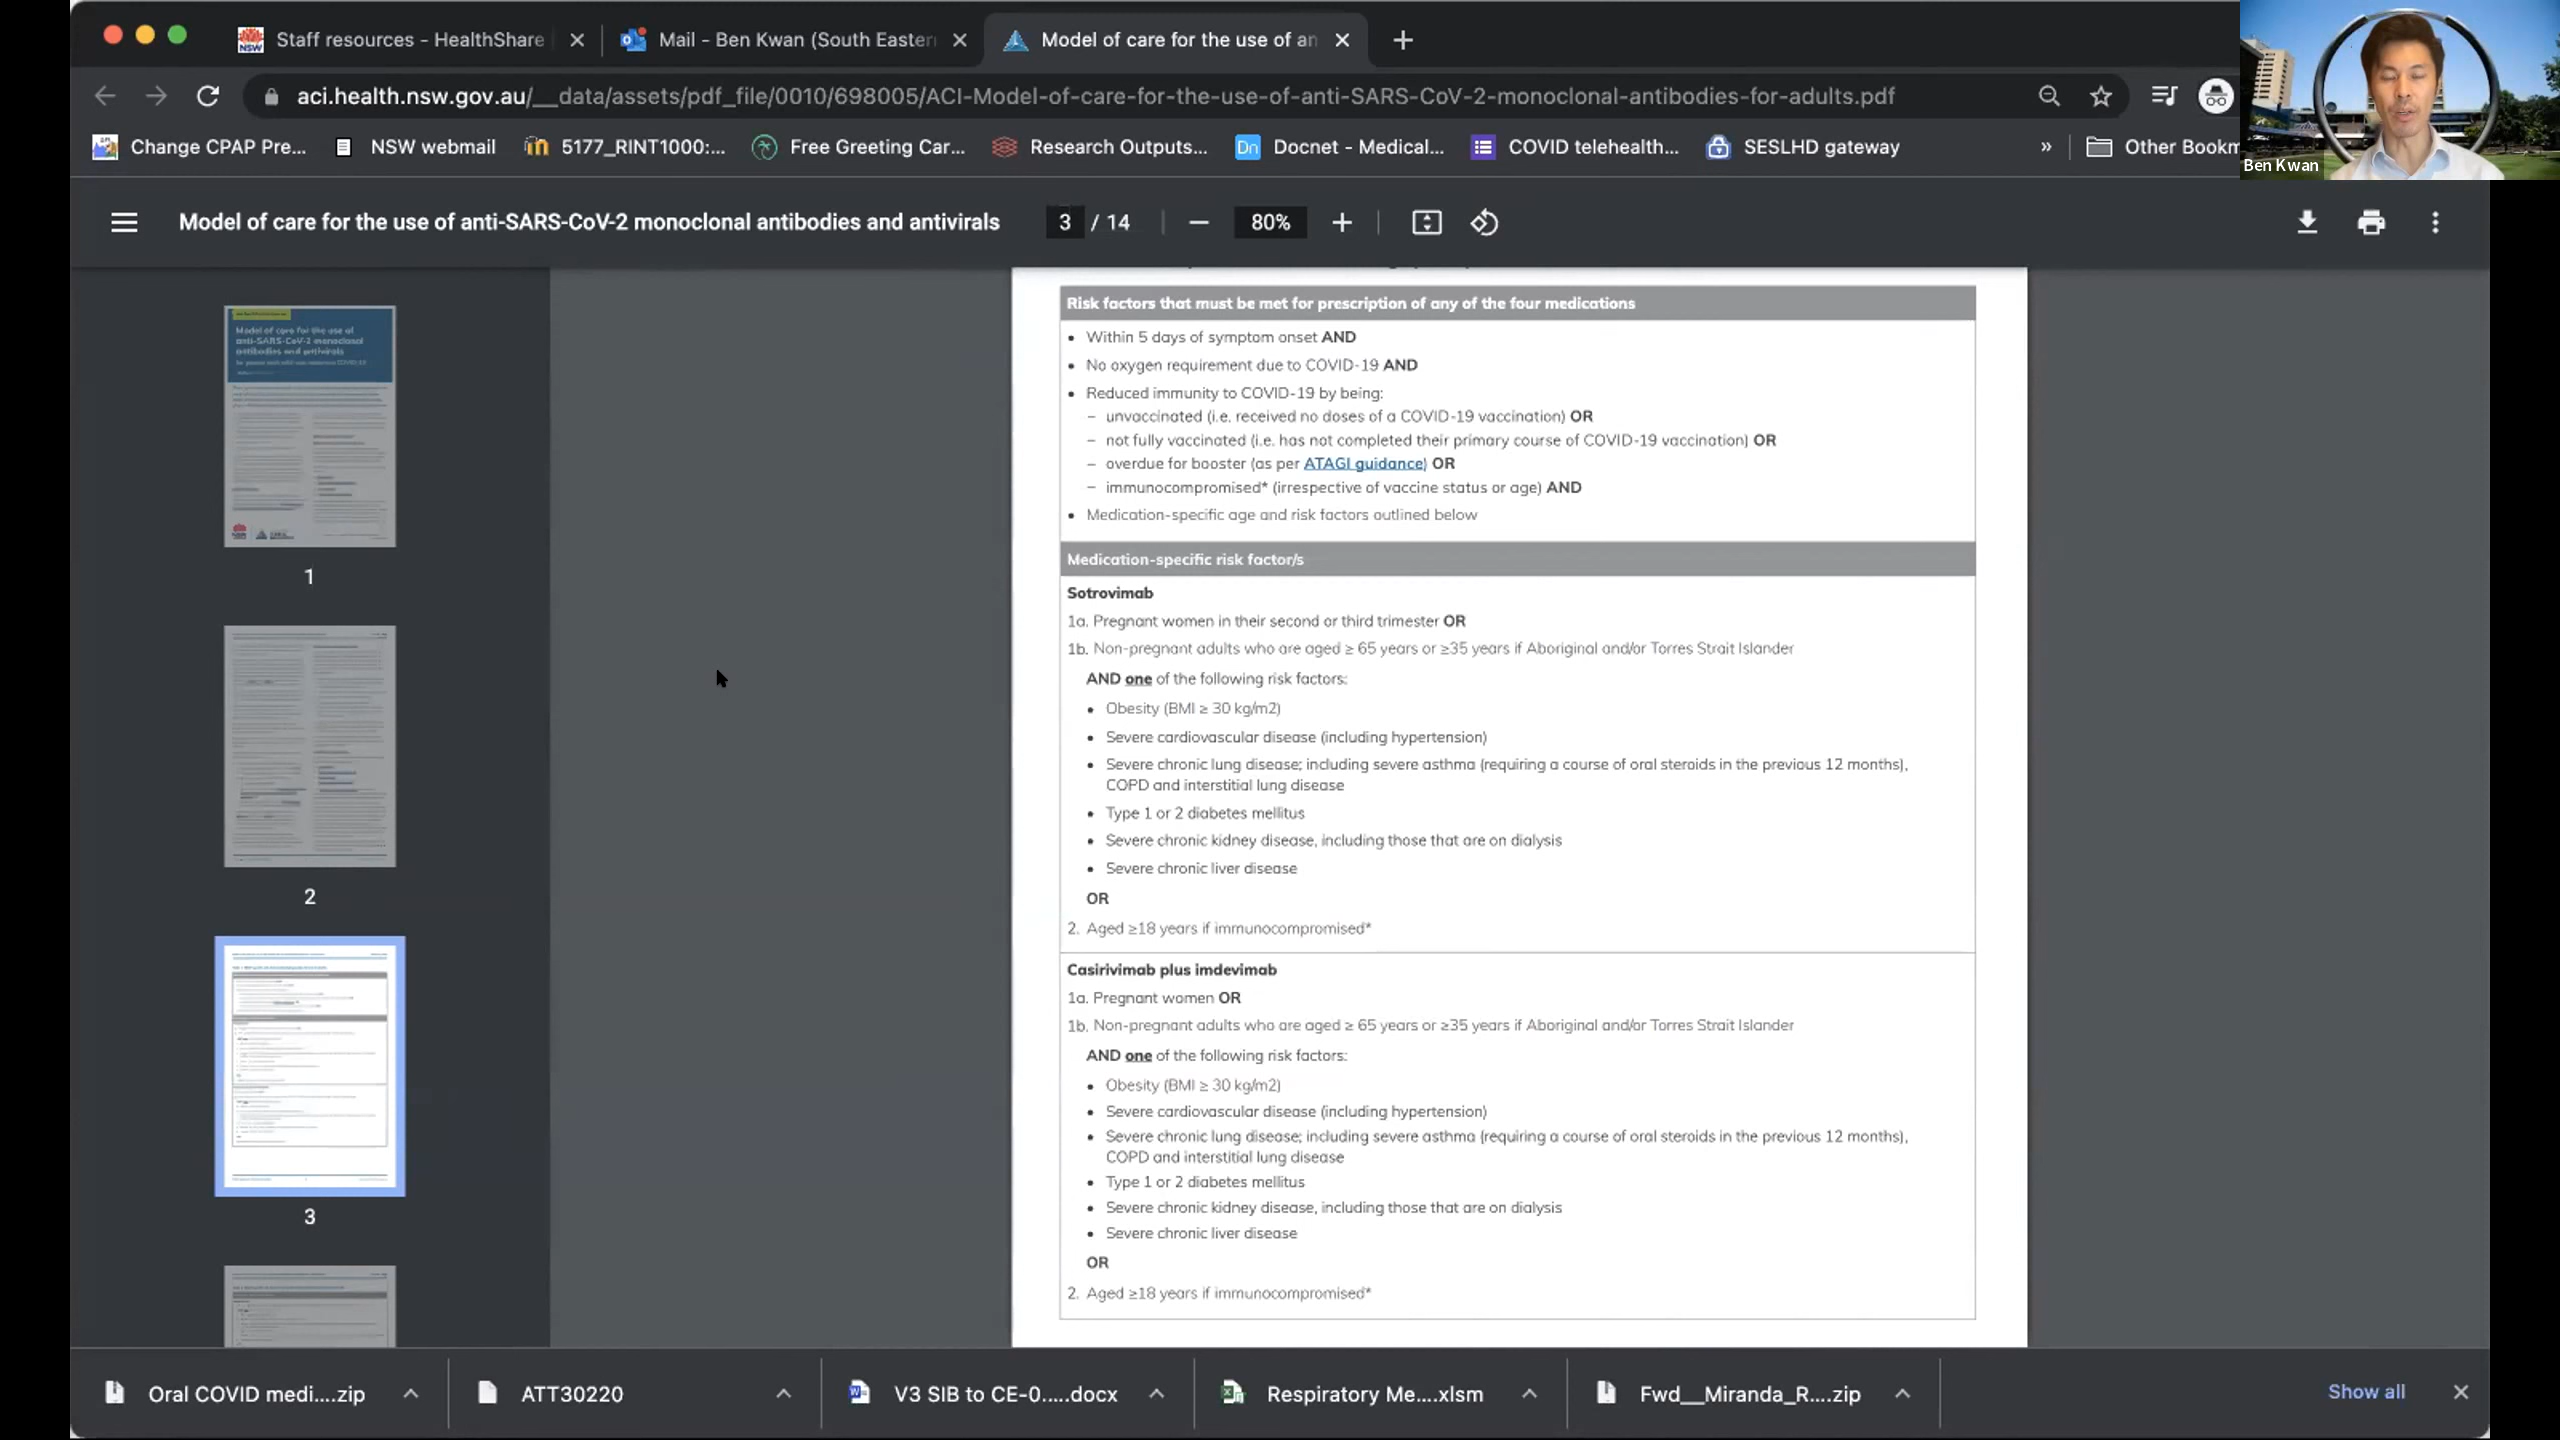 Staff resources - HealthShare
Mail - Ben Kwan (South Eastern
Model of care for the use of an
aci.health.nsw.gov.au/__data/assets/pdf_file/0010/698005/ACI-Model-of-care-for-the-use-of-anti-SARS-CoV-2-monoclonal-antibodies-for-adults.pdf
Change CPAP Pre...
NSW webmail
5177_RINT1000:...
Free Greeting Car...
Research Outputs...
Dn
Docnet - Medical...
COVID telehealth...
SESLHD gateway
»
Other Bookm
Ben Kwan
Model of care for the use of anti-SARS-CoV-2 monoclonal antibodies and antivirals
3 / 14
80%
Model of care for the use of
anti-SARS-CoV-2 monoclonal
antibodies and antivirals
1
2
3
Risk factors that must be met for prescription of any of the four medications
• Within 5 days of symptom onset AND
• No oxygen requirement due to COVID-19 AND
• Reduced immunity to COVID-19 by being:
– unvaccinated (i.e. received no doses of a COVID-19 vaccination) OR
– not fully vaccinated (i.e. has not completed their primary course of COVID-19 vaccination) OR
– overdue for booster (as per ATAGI guidance) OR
– immunocompromised* (irrespective of vaccine status or age) AND
• Medication-specific age and risk factors outlined below
Medication-specific risk factor/s
Sotrovimab
1a. Pregnant women in their second or third trimester OR
1b. Non-pregnant adults who are aged ≥ 65 years or ≥35 years if Aboriginal and/or Torres Strait Islander
AND one of the following risk factors:
• Obesity (BMI ≥ 30 kg/m2)
• Severe cardiovascular disease (including hypertension)
• Severe chronic lung disease; including severe asthma (requiring a course of oral steroids in the previous 12 months),
COPD and interstitial lung disease
• Type 1 or 2 diabetes mellitus
• Severe chronic kidney disease, including those that are on dialysis
• Severe chronic liver disease
OR
2. Aged ≥18 years if immunocompromised*
Casirivimab plus imdevimab
1a. Pregnant women OR
1b. Non-pregnant adults who are aged ≥ 65 years or ≥35 years if Aboriginal and/or Torres Strait Islander
AND one of the following risk factors:
• Obesity (BMI ≥ 30 kg/m2)
• Severe cardiovascular disease (including hypertension)
• Severe chronic lung disease; including severe asthma (requiring a course of oral steroids in the previous 12 months),
COPD and interstitial lung disease
• Type 1 or 2 diabetes mellitus
• Severe chronic kidney disease, including those that are on dialysis
• Severe chronic liver disease
OR
2. Aged ≥18 years if immunocompromised*
Oral COVID medi....zip
ATT30220
V3 SIB to CE-0.....docx
Respiratory Me....xlsm
Fwd__Miranda_R....zip
Show all